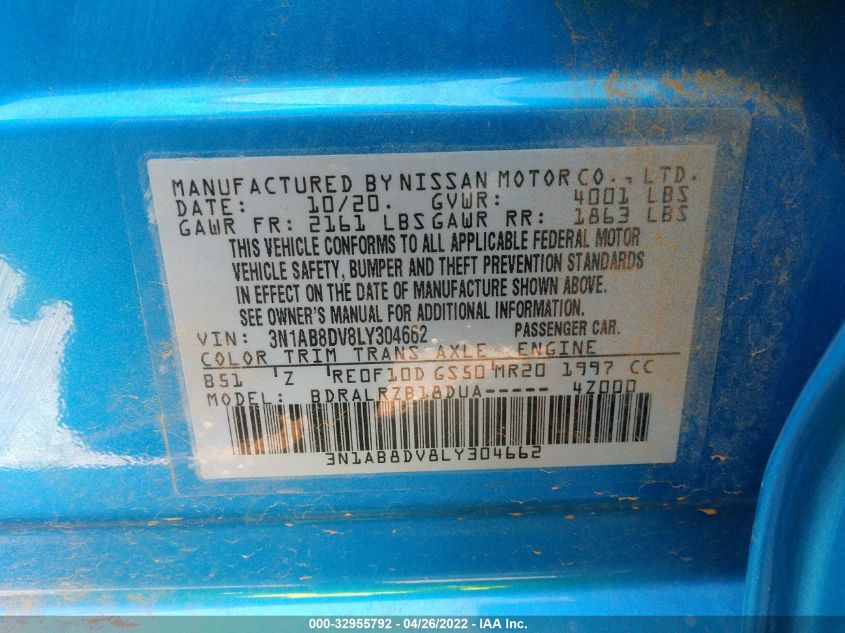 MANUFACTURED BY NISSAN MOTOR CO., LTD.
DATE: 10/20. GVWR: 4001 LBS
GAWR FR: 2161 LBS GAWR RR: 1863 LBS
THIS VEHICLE CONFORMS TO ALL APPLICABLE FEDERAL MOTOR
VEHICLE SAFETY, BUMPER AND THEFT PREVENTION STANDARDS
IN EFFECT ON THE DATE OF MANUFACTURE SHOWN ABOVE.
SEE OWNER'S MANUAL FOR ADDITIONAL INFORMATION.
VIN: 3N1AB8DV8LY304662 PASSENGER CAR.
COLOR TRIM TRANS AXLE ENGINE
B51 Z RE0F10D GS50 MR20 1997 CC
MODEL: BDRALRZB18DUA----- 4Z000
3N1AB8DV8LY304662
000-32955792 - 04/26/2022 - IAA Inc.